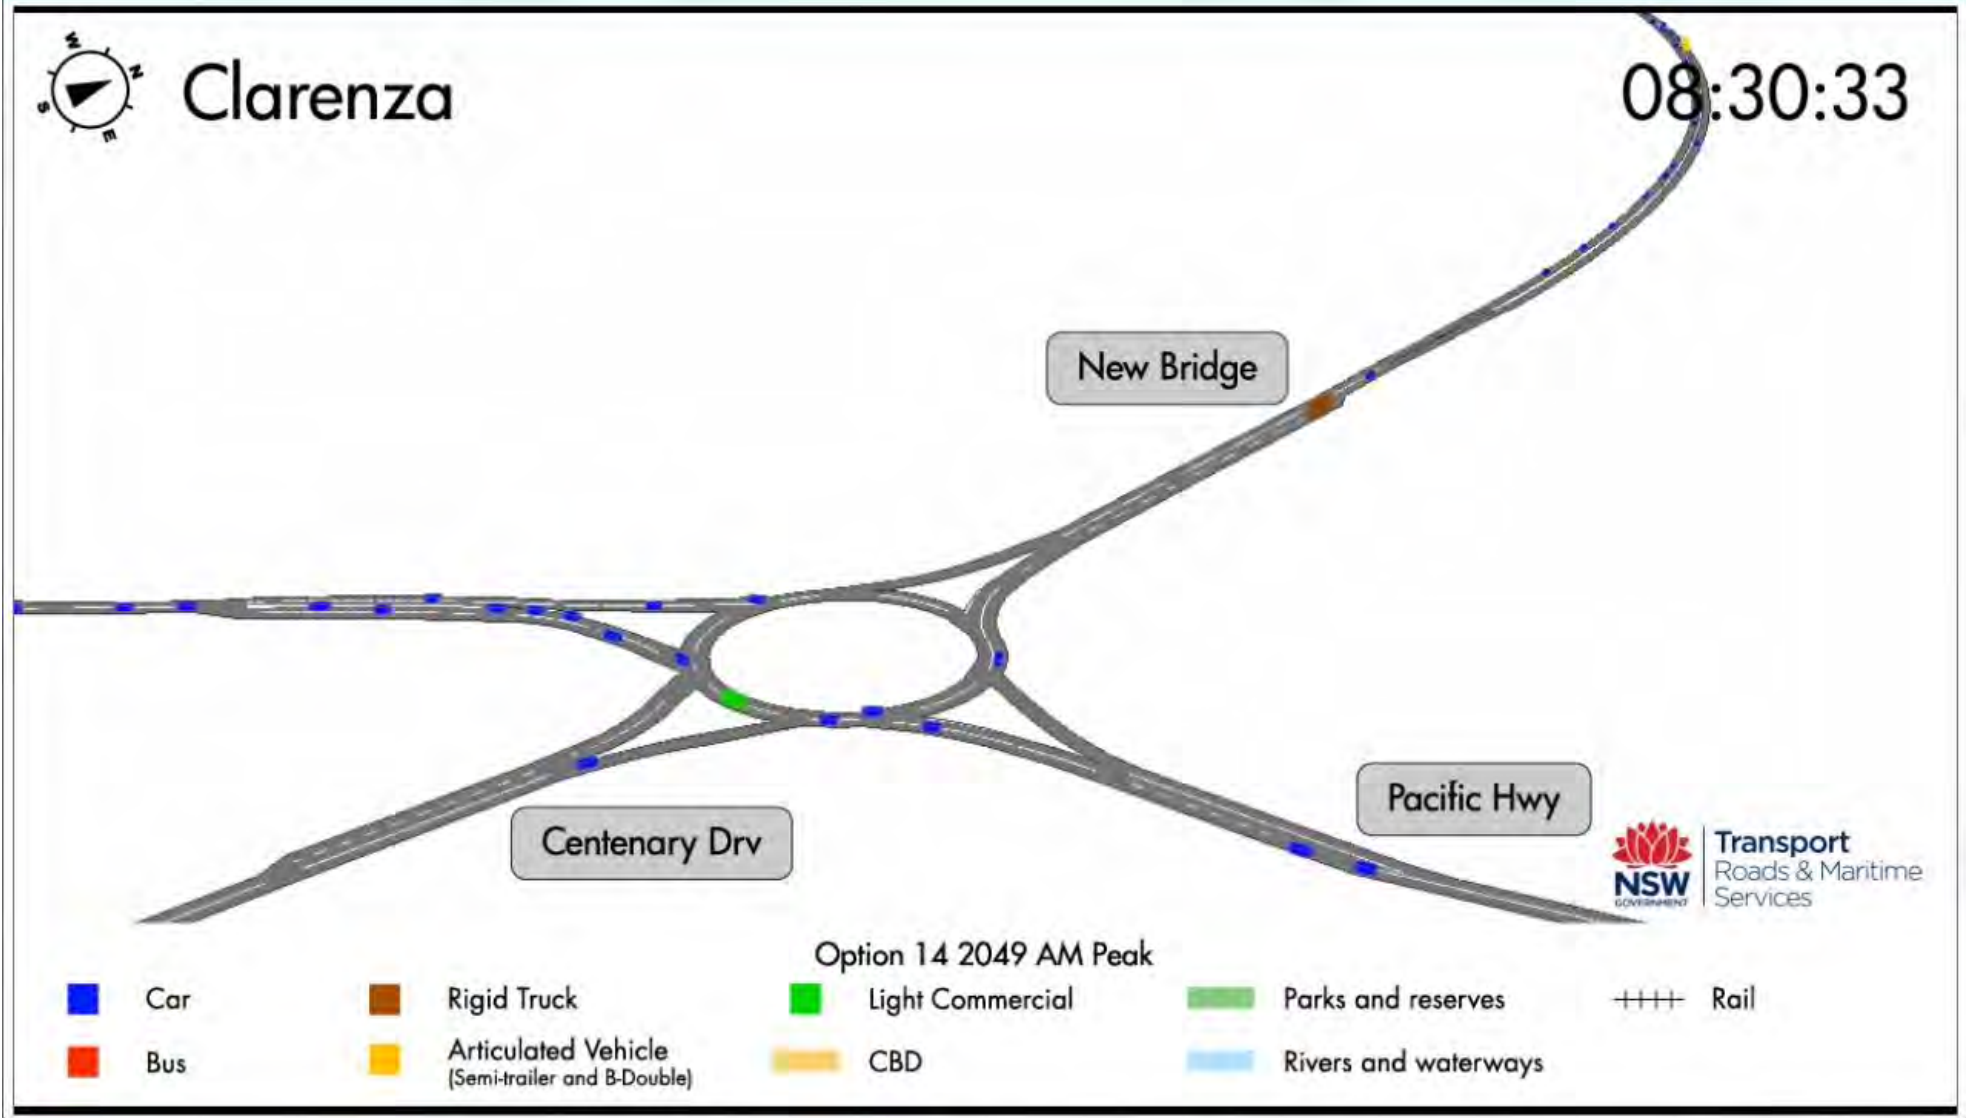 W
N
S
E
Clarenza
08:30:33
New Bridge
Pacific Hwy
Centenary Drv
NSW
GOVERNMENT
Transport
Roads & Maritime
Services
Option 14 2049 AM Peak
Car
Rigid Truck
Light Commercial
Parks and reserves
Rail
Bus
Articulated Vehicle
(Semi-trailer and B-Double)
CBD
Rivers and waterways